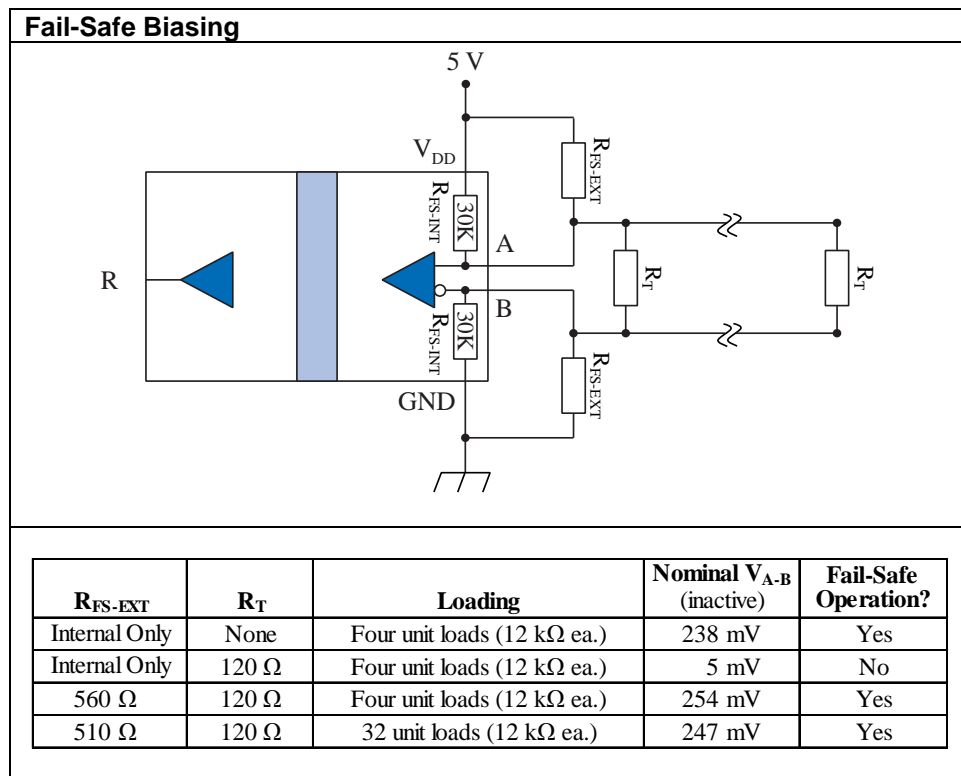 Fail-Safe Biasing
5 V
V_DD
R_FS-EXT
R_FS-INT
30K
A
R
R_T
R_T
B
R_FS-INT
30K
R_FS-EXT
GND
R_FS-EXT R_T Loading Nominal V_A-B (inactive) Fail-Safe Operation?
Internal Only None Four unit loads (12 kΩ ea.) 238 mV Yes
Internal Only 120 Ω Four unit loads (12 kΩ ea.) 5 mV No
560 Ω 120 Ω Four unit loads (12 kΩ ea.) 254 mV Yes
510 Ω 120 Ω 32 unit loads (12 kΩ ea.) 247 mV Yes